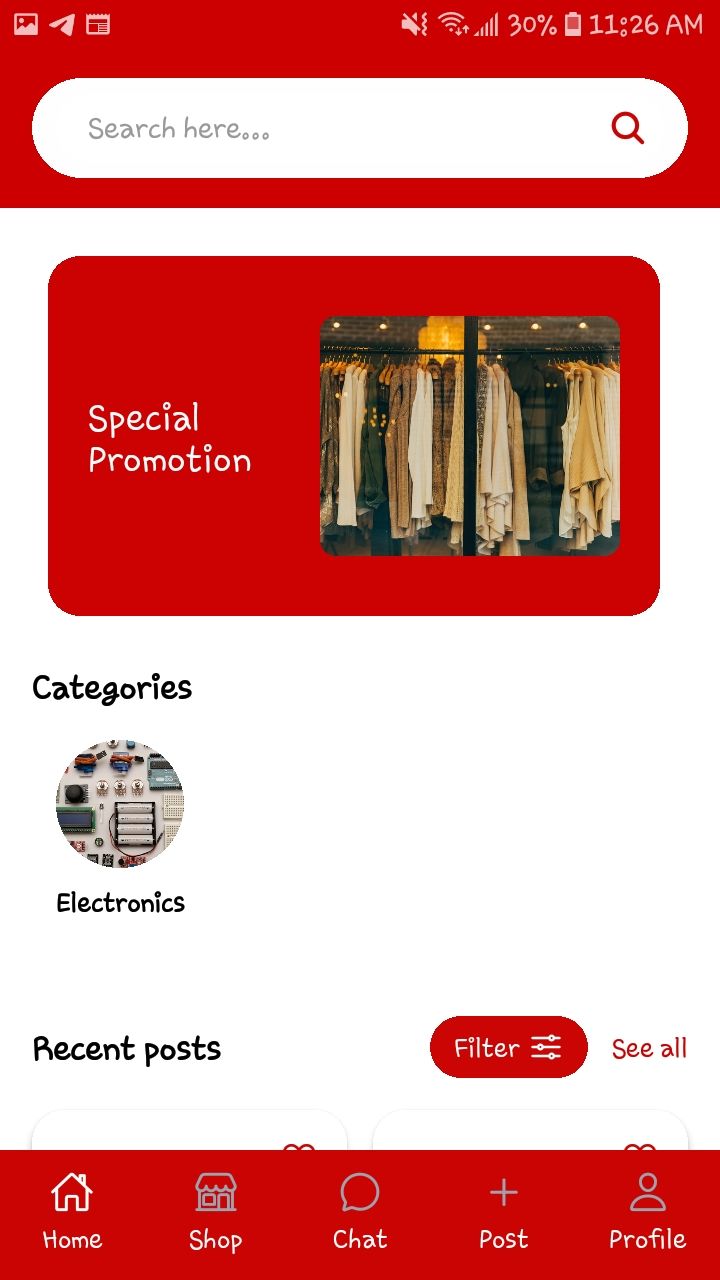 30% 11:26 AM
Search here...
Special
Promotion
Categories
Electronics
Recent posts Filter See all
Home Shop Chat Post Profile